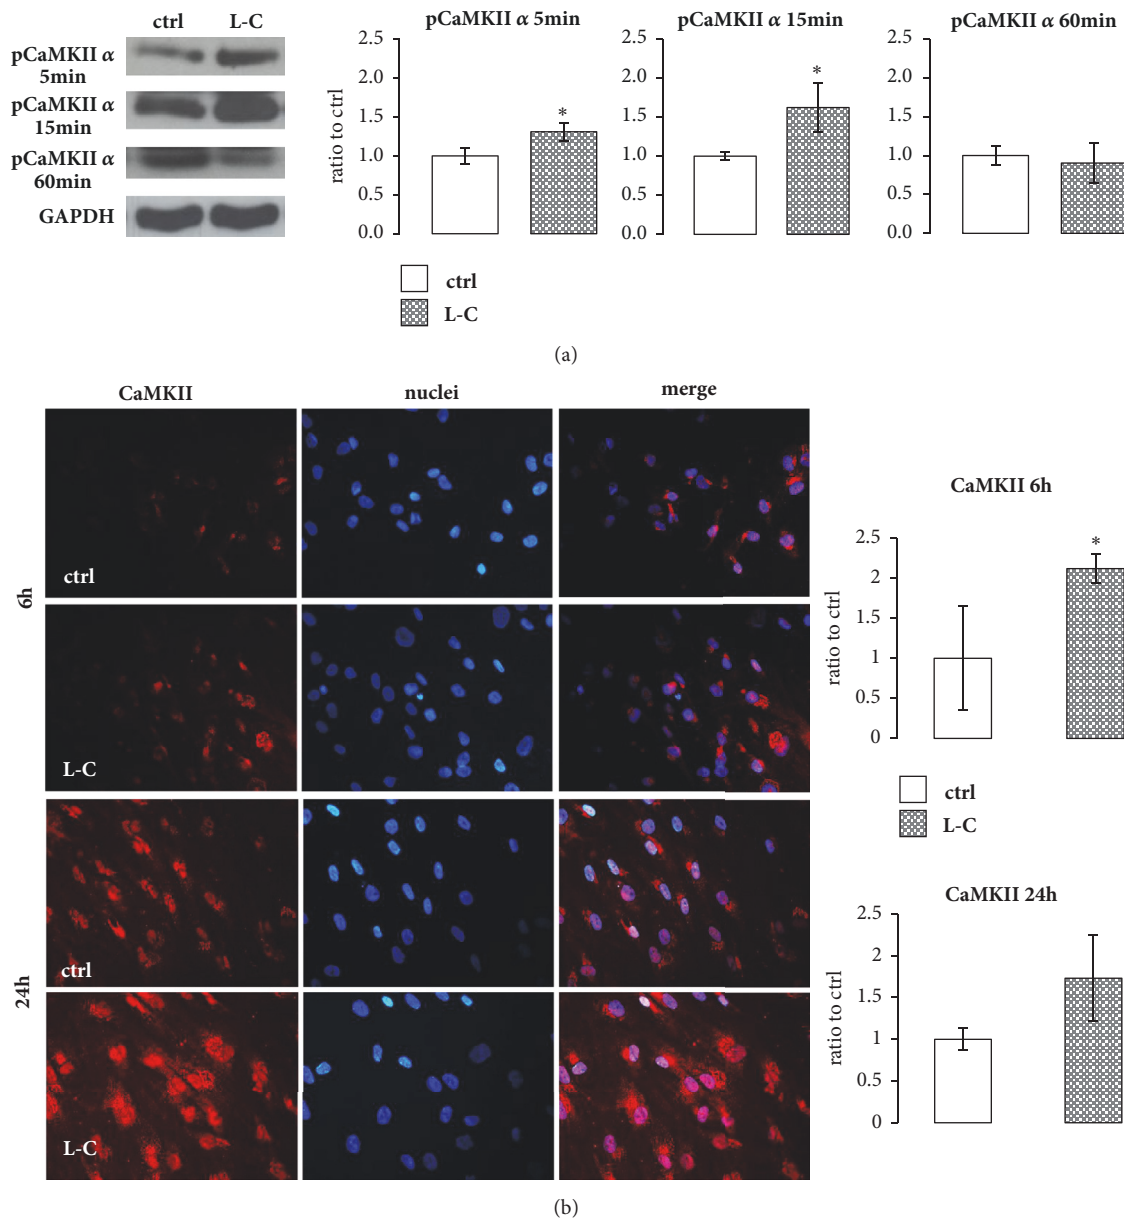 ctrl L-C
pCaMKII α
5min
pCaMKII α
15min
pCaMKII α
60min
GAPDH
pCaMKII α 5min
ratio to ctrl
2.5
2.0
1.5
1.0
0.5
0.0
*
pCaMKII α 15min
2.5
2.0
1.5
1.0
0.5
0.0
*
pCaMKII α 60min
2.5
2.0
1.5
1.0
0.5
0.0
ctrl
L-C
(a)
CaMKII nuclei merge
6h
ctrl
L-C
24h
ctrl
L-C
CaMKII 6h
ratio to ctrl
2.5
2
1.5
1
0.5
0
*
ctrl
L-C
CaMKII 24h
ratio to ctrl
2.5
2
1.5
1
0.5
0
(b)